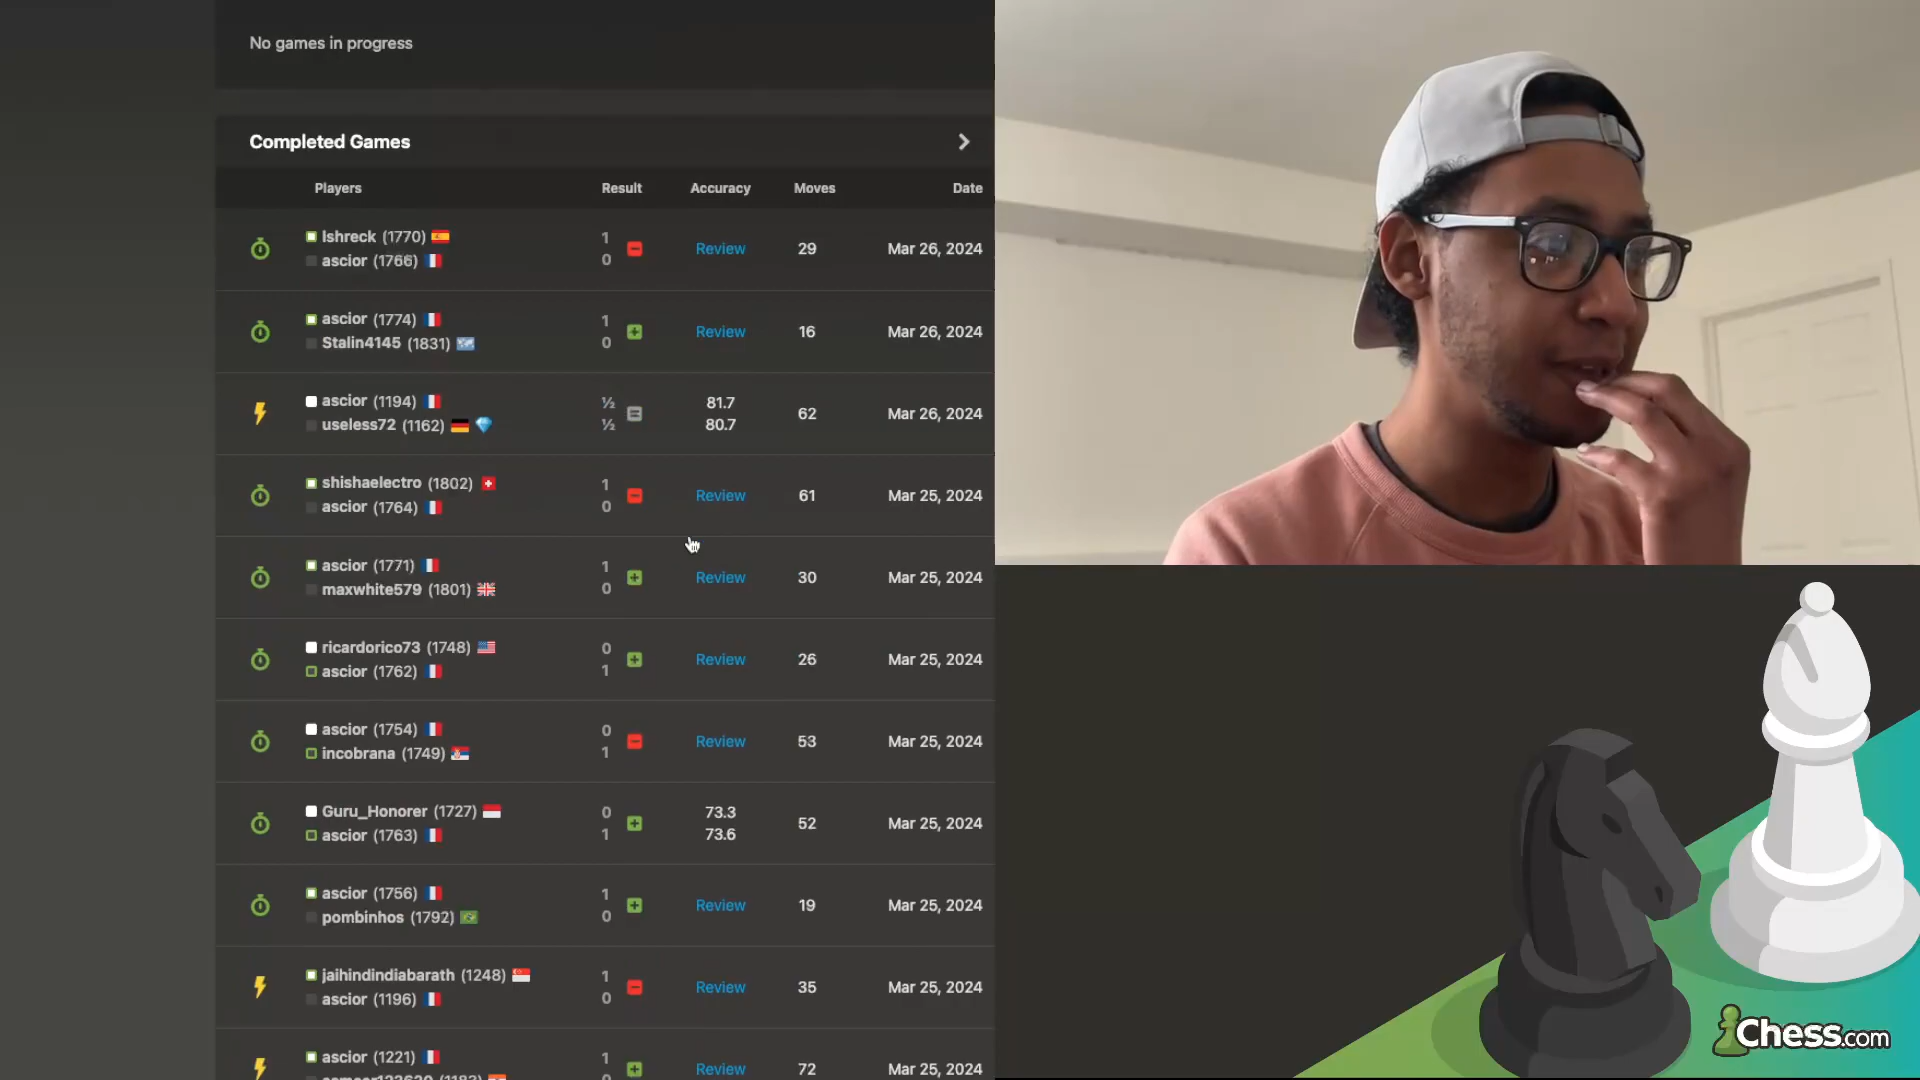 No games in progress
Completed Games
Players Result Accuracy Moves Date
Ishreck (1770) 1
ascior (1766) 0
Review 29 Mar 26, 2024
ascior (1774) 1
Stalin4145 (1831) 0
Review 16 Mar 26, 2024
ascior (1194) ½ 81.7
useless72 (1162) ½ 80.7
62 Mar 26, 2024
shishaelectro (1802) 1
ascior (1764) 0
Review 61 Mar 25, 2024
ascior (1771) 1
maxwhite579 (1801) 0
Review 30 Mar 25, 2024
ricardorico73 (1748) 0
ascior (1762) 1
Review 26 Mar 25, 2024
ascior (1754) 0
incobrana (1749) 1
Review 53 Mar 25, 2024
Guru_Honorer (1727) 0 73.3
ascior (1763) 1 73.6
52 Mar 25, 2024
ascior (1756) 1
pombinhos (1792) 0
Review 19 Mar 25, 2024
jaihindindiabarath (1248) 1
ascior (1196) 0
Review 35 Mar 25, 2024
ascior (1221) 1
Review 72 Mar 25, 2024
Chess.com